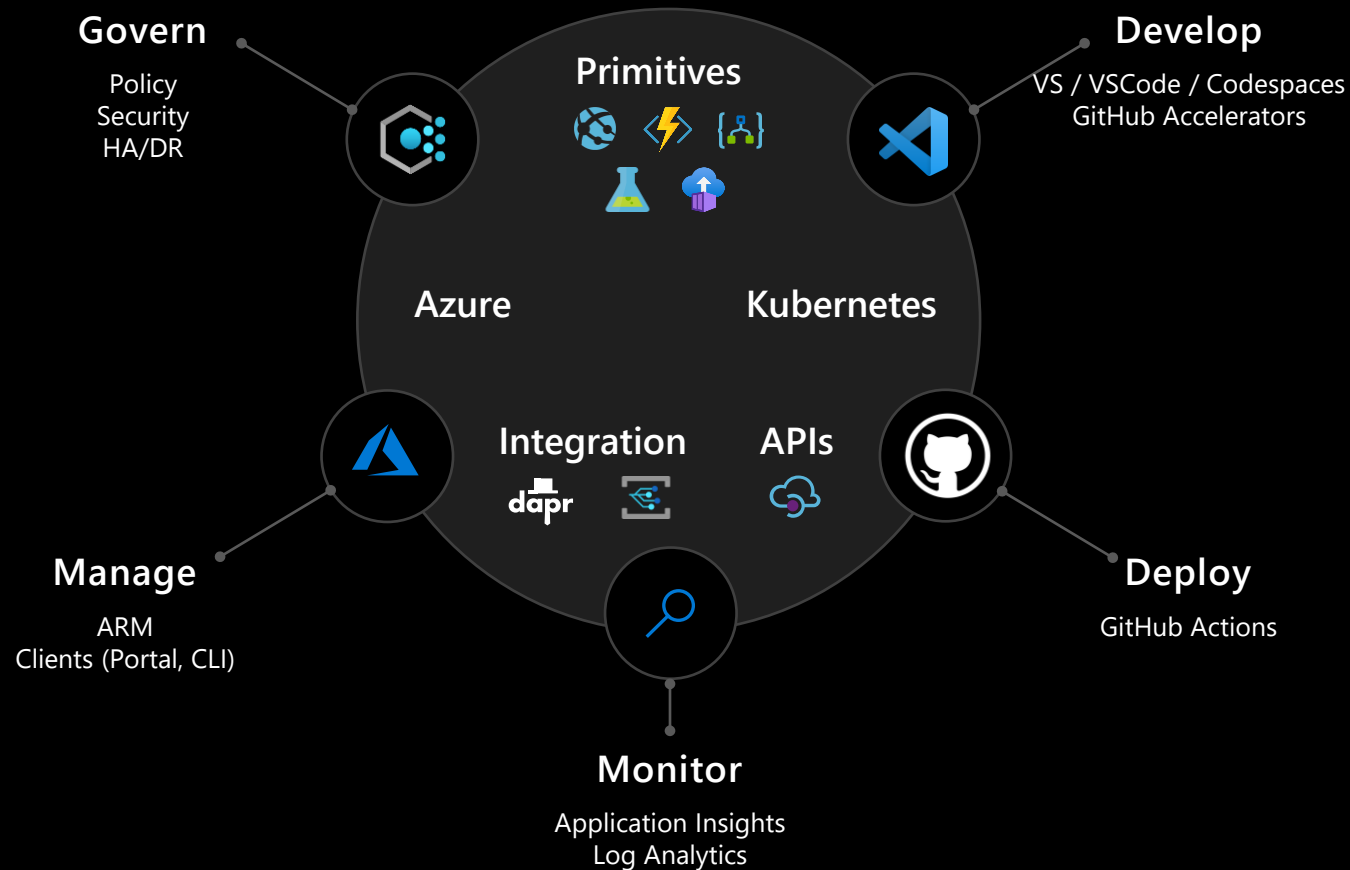 Govern
Policy
Security
HA/DR
Primitives
Develop
VS / VSCode / Codespaces
GitHub Accelerators
Azure
Kubernetes
Integration
dapr
APIs
Manage
ARM
Clients (Portal, CLI)
Deploy
GitHub Actions
Monitor
Application Insights
Log Analytics